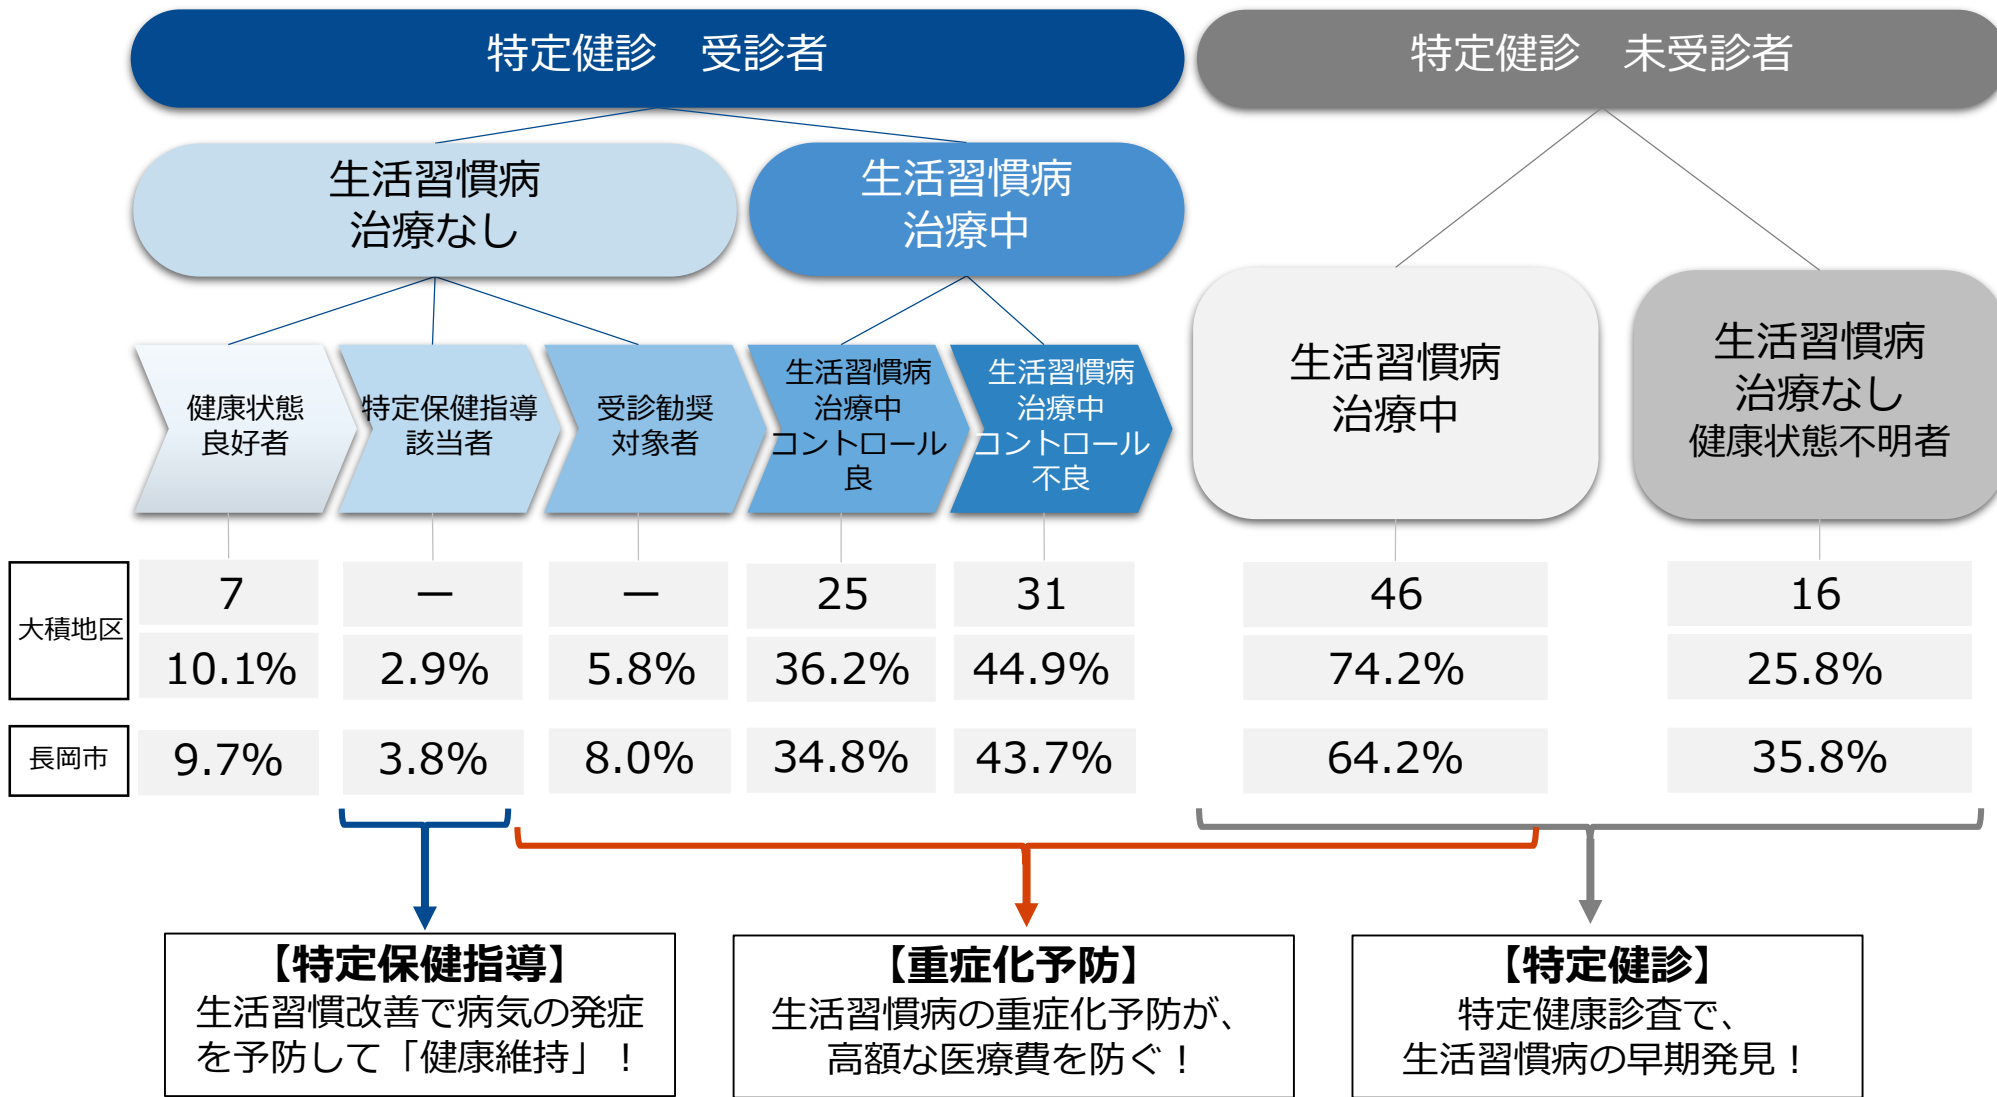 特定健診　受診者
特定健診　未受診者
生活習慣病
治療なし
生活習慣病
治療中
生活習慣病
治療中
生活習慣病
治療なし
健康状態不明者
健康状態
良好者
特定保健指導
該当者
受診勧奨
対象者
生活習慣病
治療中
コントロール
良
生活習慣病
治療中
コントロール
不良
大積地区
7
－
－
25
31
46
16
10.1%
2.9%
5.8%
36.2%
44.9%
74.2%
25.8%
長岡市
9.7%
3.8%
8.0%
34.8%
43.7%
64.2%
35.8%
【特定保健指導】
生活習慣改善で病気の発症
を予防して「健康維持」！
【重症化予防】
生活習慣病の重症化予防が、
高額な医療費を防ぐ！
【特定健診】
特定健康診査で、
生活習慣病の早期発見！